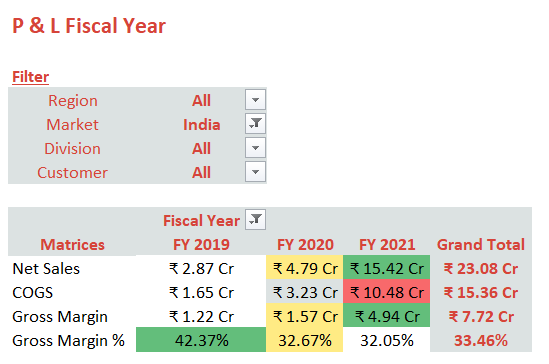 P & L Fiscal Year
Filter
Region All
Market India
Division All
Customer All
Fiscal Year
Matrices FY 2019 FY 2020 FY 2021 Grand Total
Net Sales ₹ 2.87 Cr ₹ 4.79 Cr ₹ 15.42 Cr ₹ 23.08 Cr
COGS ₹ 1.65 Cr ₹ 3.23 Cr ₹ 10.48 Cr ₹ 15.36 Cr
Gross Margin ₹ 1.22 Cr ₹ 1.57 Cr ₹ 4.94 Cr ₹ 7.72 Cr
Gross Margin % 42.37% 32.67% 32.05% 33.46%